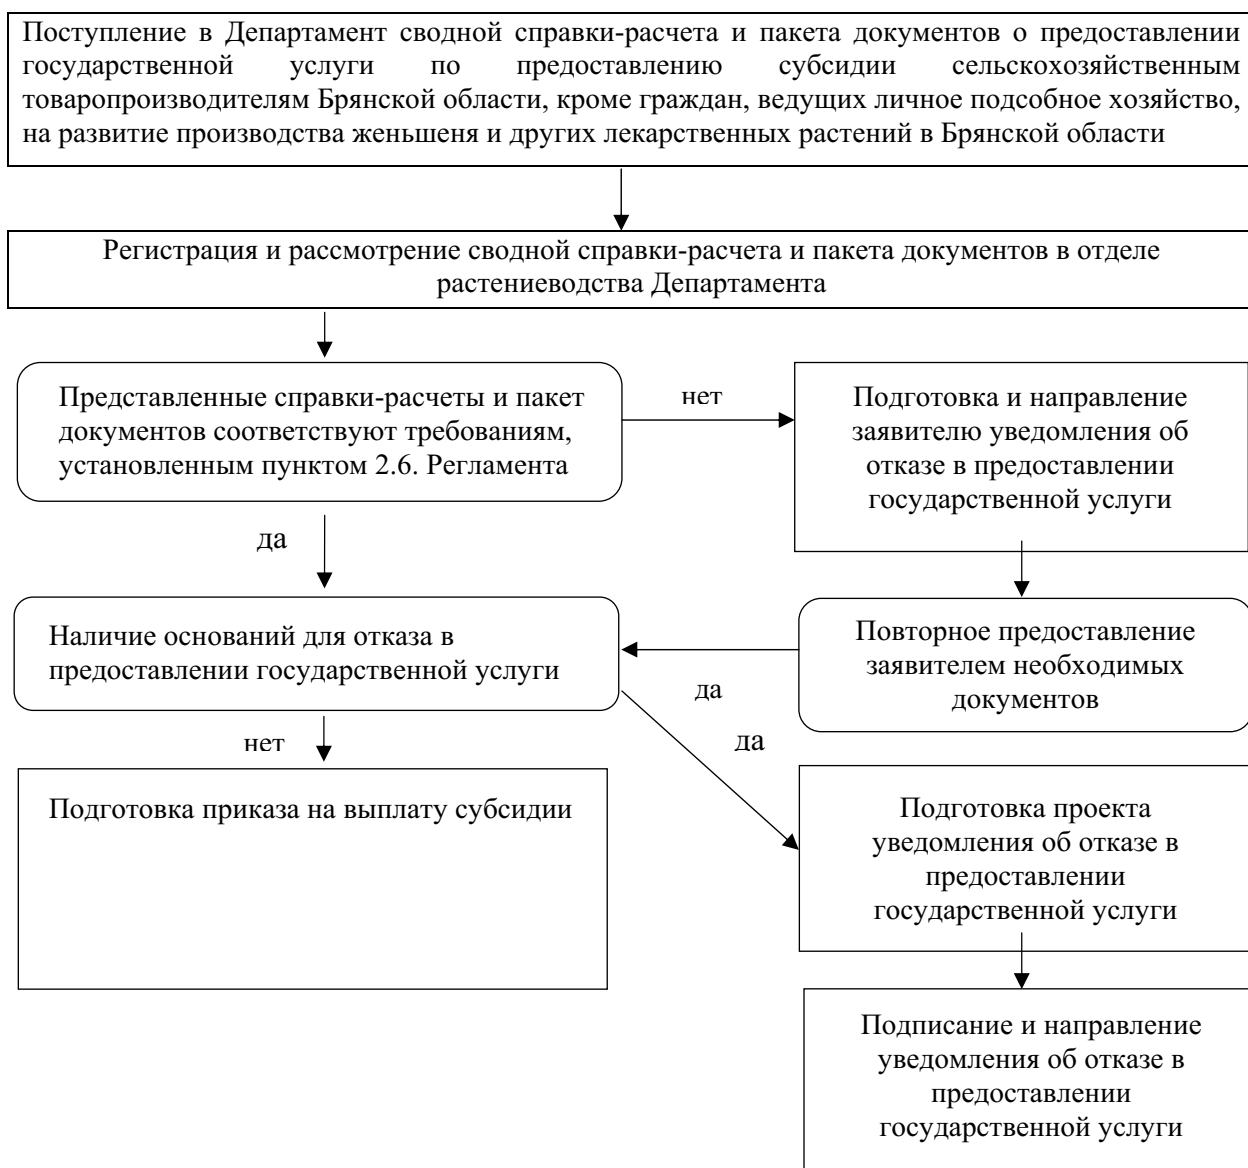 Поступление в Департамент сводной справки-расчета и пакета документов о предоставлении
государственной услуги по предоставлению субсидии сельскохозяйственным
товаропроизводителям Брянской области, кроме граждан, ведущих личное подсобное хозяйство,
на развитие производства женьшеня и других лекарственных растений в Брянской области
Регистрация и рассмотрение сводной справки-расчета и пакета документов в отделе
растениеводства Департамента
Представленные справки-расчеты и пакет
документов соответствуют требованиям,
установленным пунктом 2.6. Регламента
нет
Подготовка и направление
заявителю уведомления об
отказе в предоставлении
государственной услуги
да
Наличие оснований для отказа в
предоставлении государственной услуги
Повторное предоставление
заявителем необходимых
документов
да
да
нет
Подготовка приказа на выплату субсидии
Подготовка проекта
уведомления об отказе в
предоставлении
государственной услуги
Подписание и направление
уведомления об отказе в
предоставлении
государственной услуги